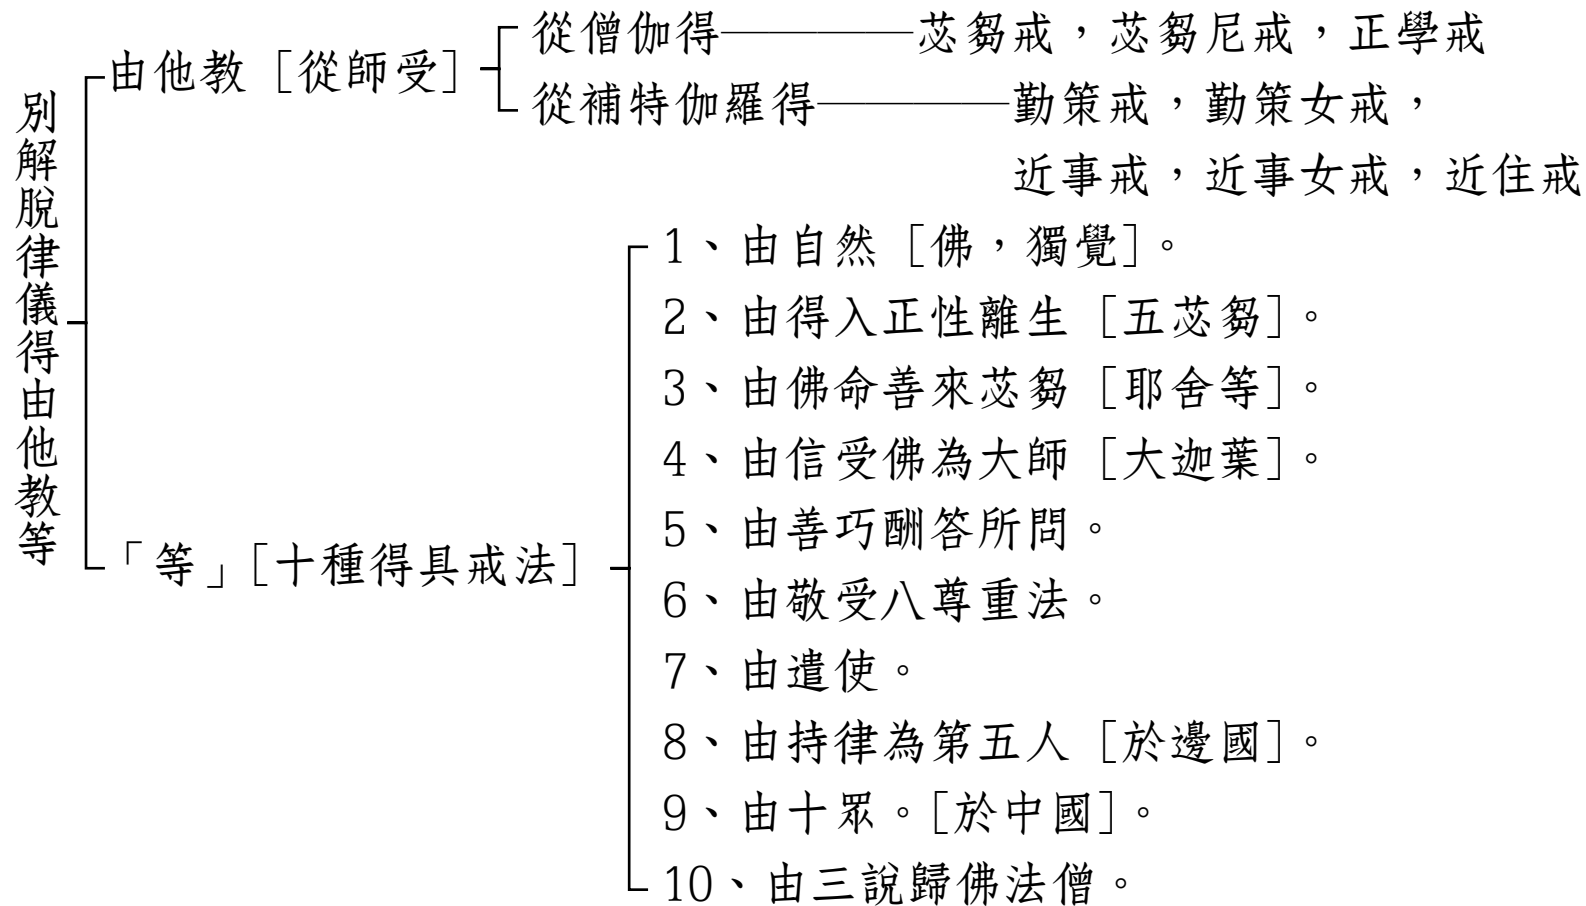 別解脫律儀得由他教等
由他教［從師受］
從僧伽得————苾芻戒，苾芻尼戒，正學戒
從補特伽羅得————勤策戒，勤策女戒，
近事戒，近事女戒，近住戒
「等」［十種得具戒法］
1、由自然［佛，獨覺］。
2、由得入正性離生［五苾芻］。
3、由佛命善來苾芻［耶舍等］。
4、由信受佛為大師［大迦葉］。
5、由善巧酬答所問。
6、由敬受八尊重法。
7、由遣使。
8、由持律為第五人［於邊國］。
9、由十眾。［於中國］。
10、由三說歸佛法僧。